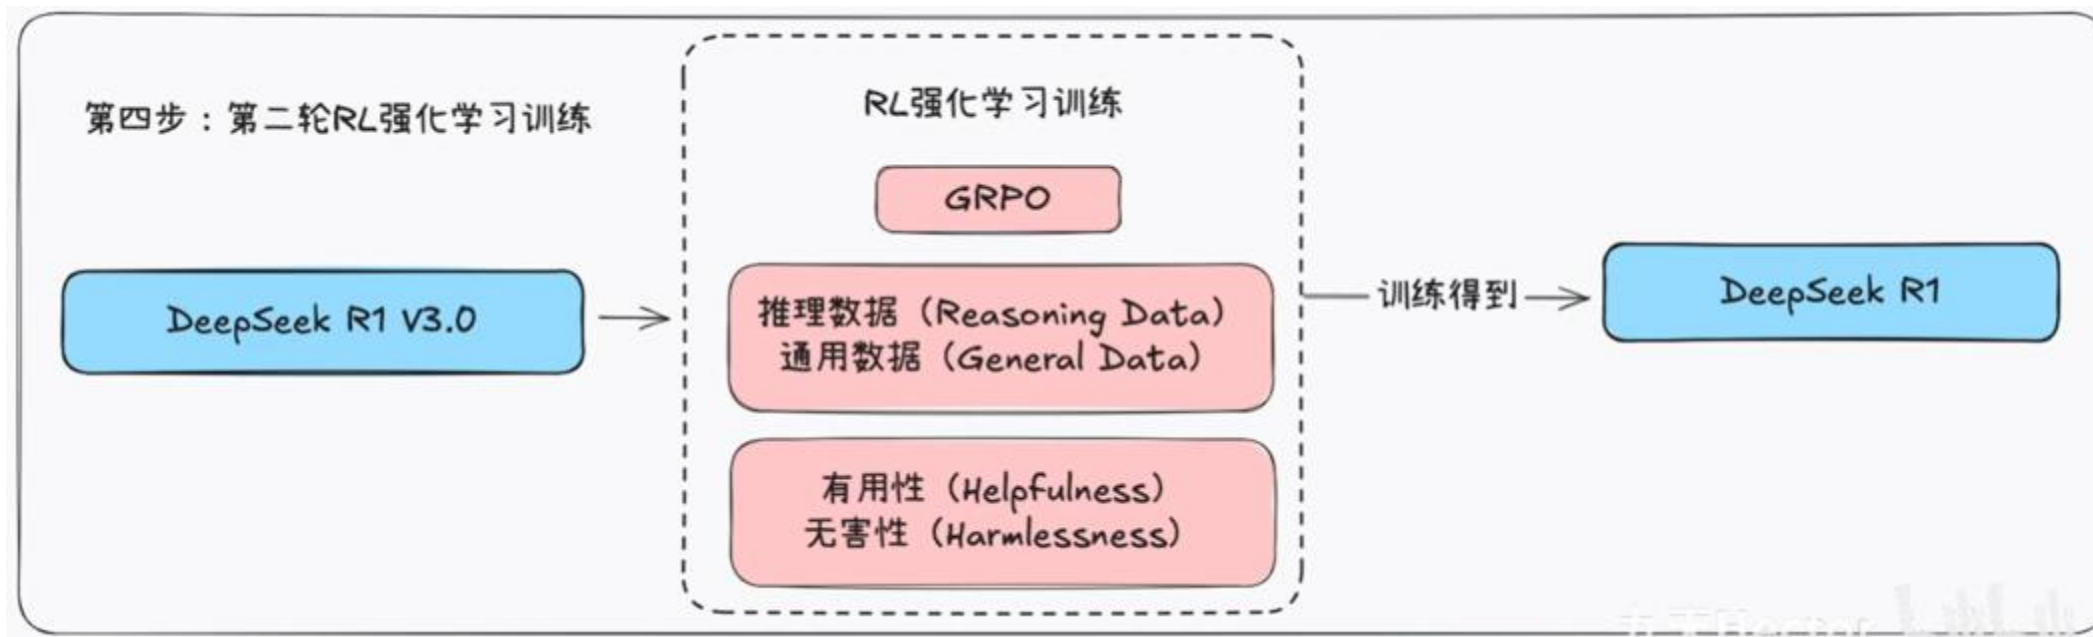 第四步：第二轮RL强化学习训练
RL强化学习训练
GRPO
DeepSeek R1 V3.0
推理数据（Reasoning Data）
通用数据（General Data）
有用性（Helpfulness）
无害性（Harmlessness）
训练得到
DeepSeek R1